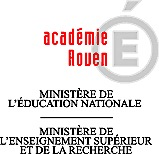 académie
Rouen
MINISTÈRE DE
L'ÉDUCATION NATIONALE
MINISTÈRE DE
L'ENSEIGNEMENT SUPÉRIEUR
ET DE LA RECHERCHE